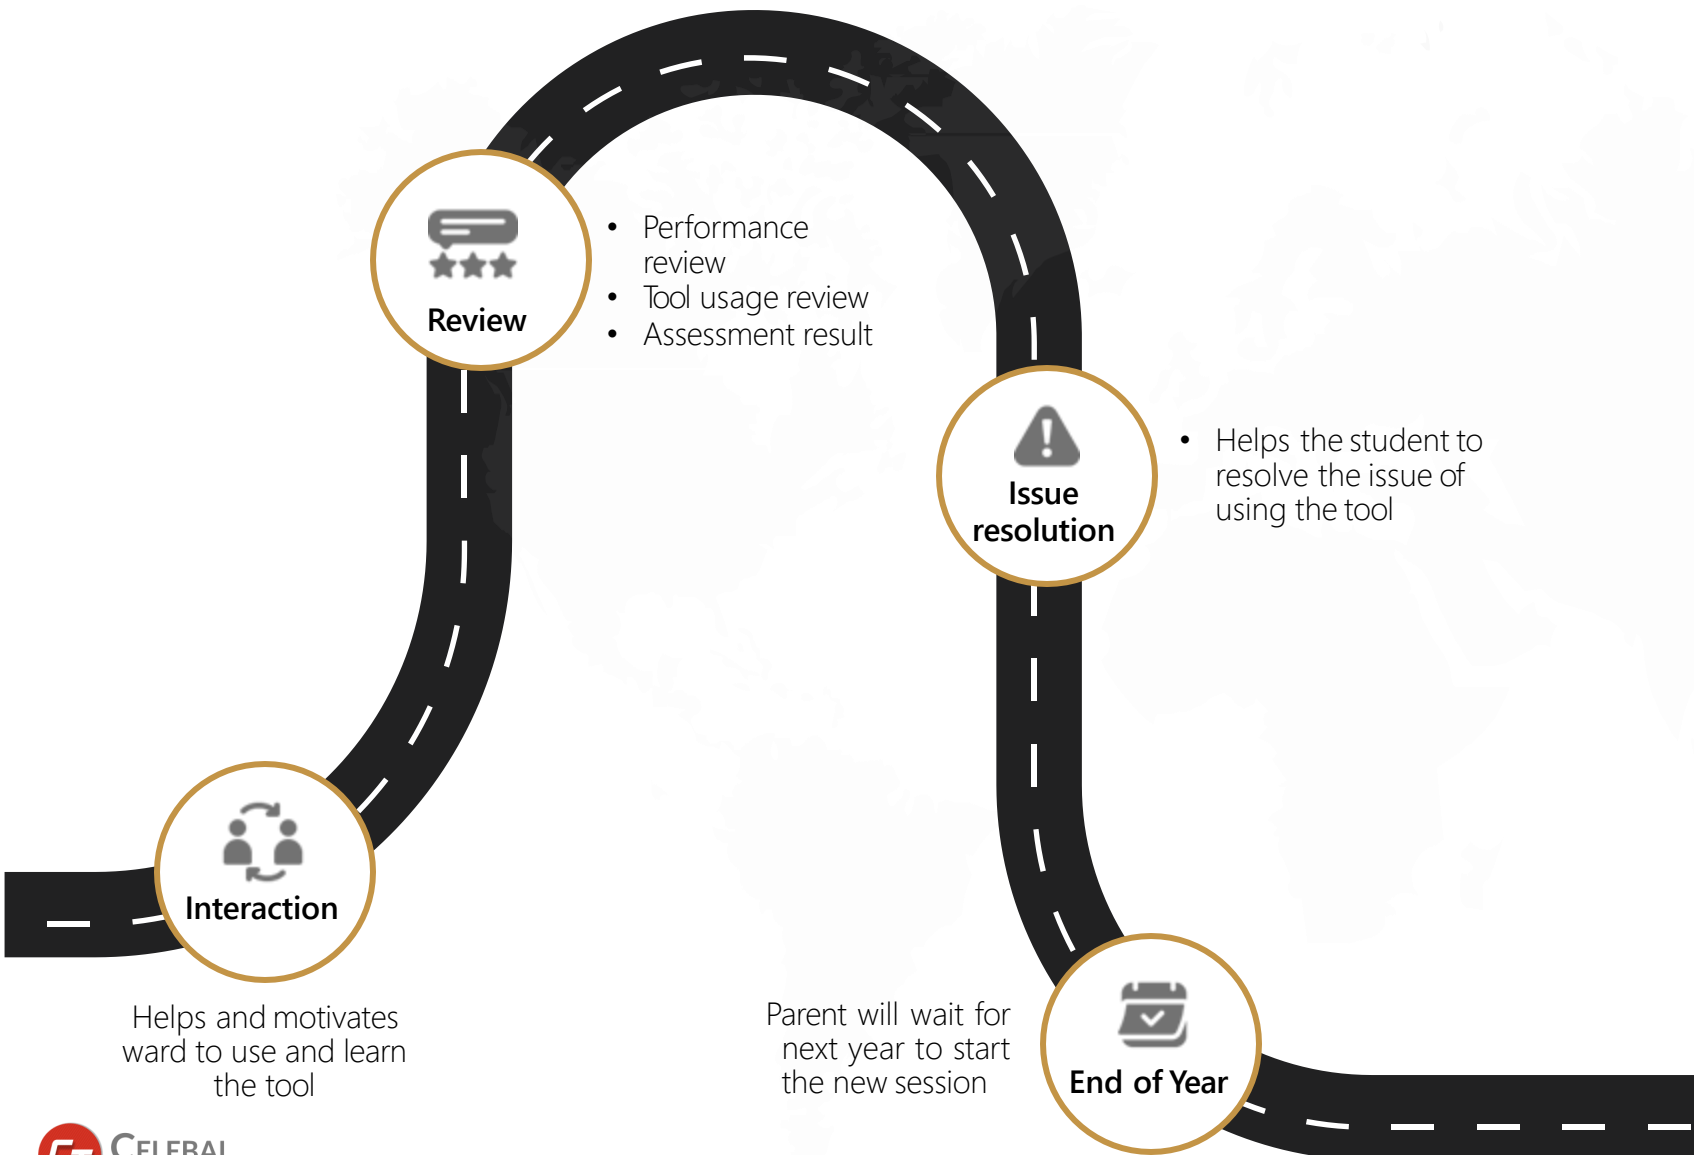 Review
• Performance
review
• Tool usage review
• Assessment result
Issue
resolution
• Helps the student to
resolve the issue of
using the tool
Interaction
Helps and motivates
ward to use and learn
the tool
Parent will wait for
next year to start
the new session
End of Year
CELEBAL